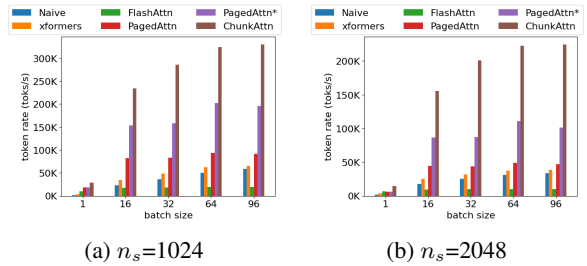 Naive FlashAttn PagedAttn*
xformers PagedAttn ChunkAttn
token rate (toks/s)
300K
250K
200K
150K
100K
50K
0K
1 16 32 64 96
batch size
(a) nₛ=1024
Naive FlashAttn PagedAttn*
xformers PagedAttn ChunkAttn
token rate (toks/s)
200K
150K
100K
50K
0K
1 16 32 64 96
batch size
(b) nₛ=2048